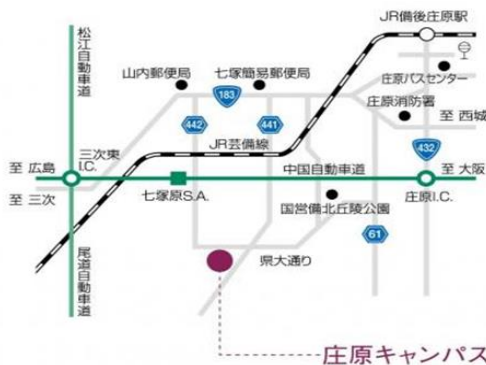 JR備後庄原駅
松江自動車道
山内郵便局
七塚簡易郵便局
庄原バスセンター
183
庄原消防署
442
441
至 西城
JR芸備線
432
三次東
I.C.
至 広島
中国自動車道
至 大阪
至 三次
七塚原S.A.
庄原I.C.
国営備北丘陵公園
61
尾道自動車道
県大通り
庄原キャンパス